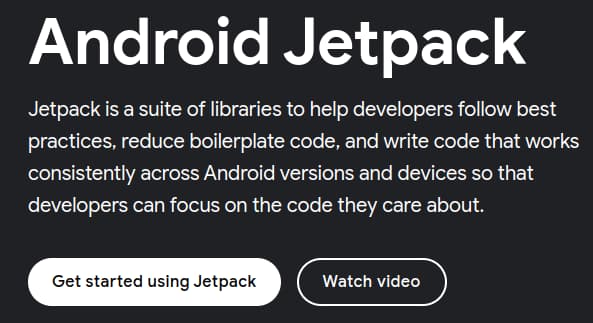 Android Jetpack
Jetpack is a suite of libraries to help developers follow best
practices, reduce boilerplate code, and write code that works
consistently across Android versions and devices so that
developers can focus on the code they care about.
Get started using Jetpack
Watch video